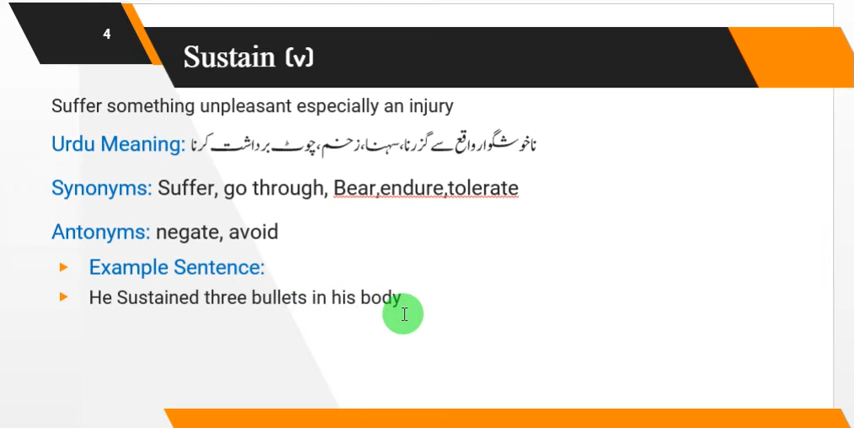 4
Sustain (v)
Suffer something unpleasant especially an injury
Urdu Meaning: ناخوشگوار واقع سے گزرنا، سہنا، زخم، چوٹ برداشت کرنا
Synonyms: Suffer, go through, Bear,endure,tolerate
Antonyms: negate, avoid
Example Sentence:
He Sustained three bullets in his body